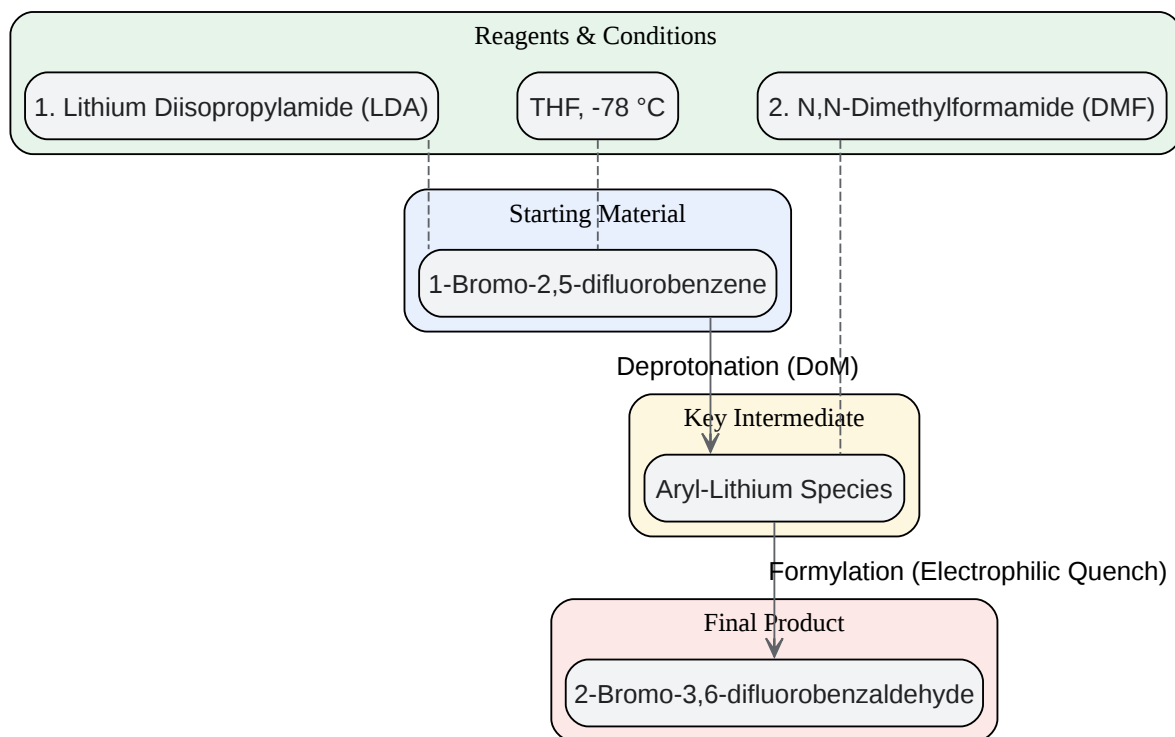 Reagents & Conditions
1. Lithium Diisopropylamide (LDA)
THF, -78 °C
2. N,N-Dimethylformamide (DMF)
Starting Material
1-Bromo-2,5-difluorobenzene
Deprotonation (DoM)
Key Intermediate
Aryl-Lithium Species
Formylation (Electrophilic Quench)
Final Product
2-Bromo-3,6-difluorobenzaldehyde